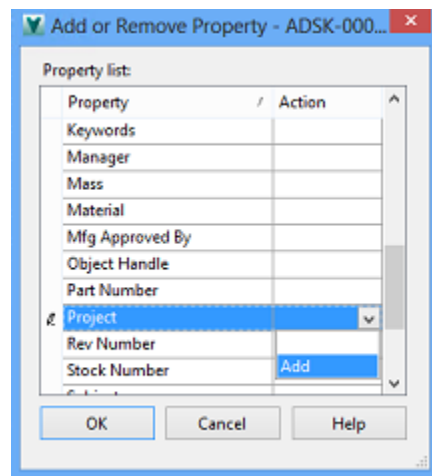 Add or Remove Property - ADSK-000...
Property list:
Property / Action
Keywords
Manager
Mass
Material
Mfg Approved By
Object Handle
Part Number
Project
Rev Number
Stock Number Add
OK Cancel Help